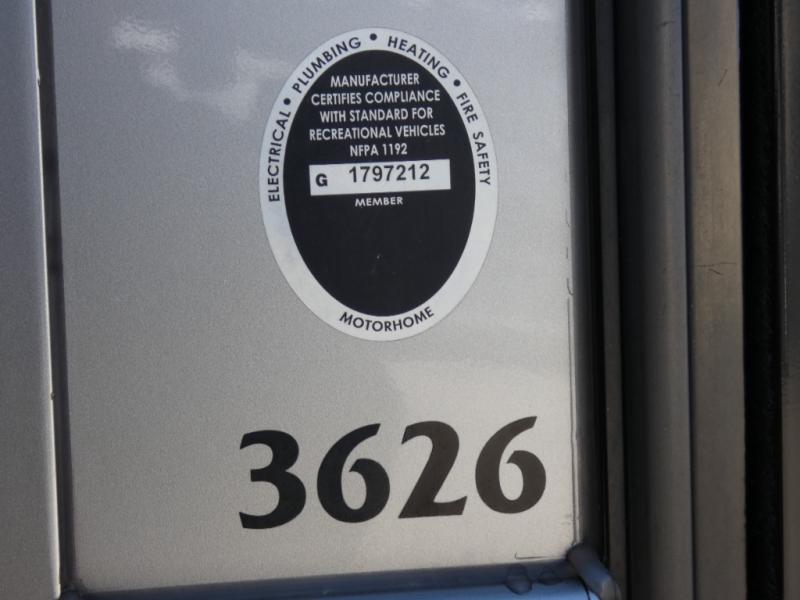 ELECTRICAL • PLUMBING • HEATING • FIRE SAFETY
MANUFACTURER
CERTIFIES COMPLIANCE
WITH STANDARD FOR
RECREATIONAL VEHICLES
NFPA 1192
G 1797212
MEMBER
MOTORHOME
3626